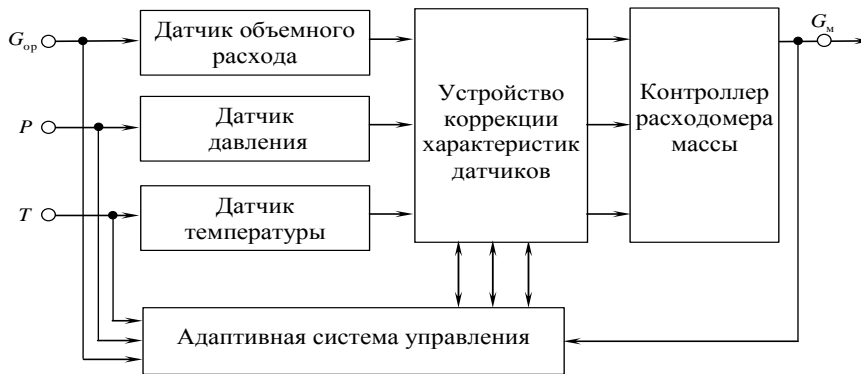 G_ор
Датчик объемного
расхода
P
Датчик
давления
T
Датчик
температуры
Устройство
коррекции
характеристик
датчиков
Контроллер
расходомера
массы
G_м
Адаптивная система управления